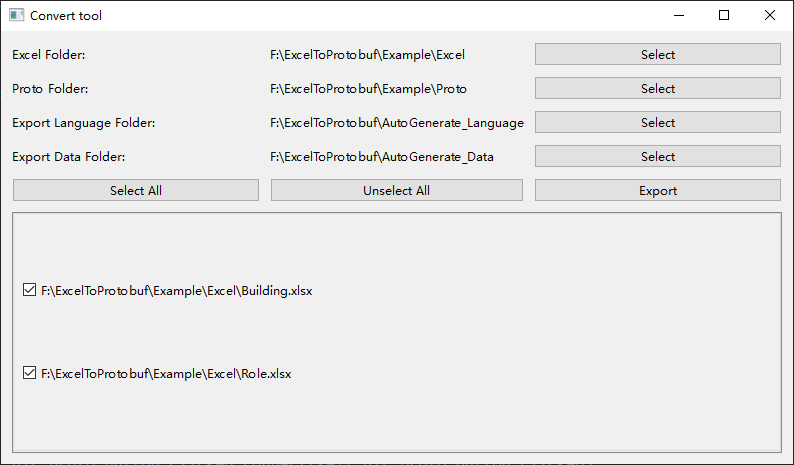 Convert tool
Excel Folder: F:\ExcelToProtobuf\Example\Excel Select
Proto Folder: F:\ExcelToProtobuf\Example\Proto Select
Export Language Folder: F:\ExcelToProtobuf\AutoGenerate_Language Select
Export Data Folder: F:\ExcelToProtobuf\AutoGenerate_Data Select
Select All Unselect All Export
F:\ExcelToProtobuf\Example\Excel\Building.xlsx
F:\ExcelToProtobuf\Example\Excel\Role.xlsx